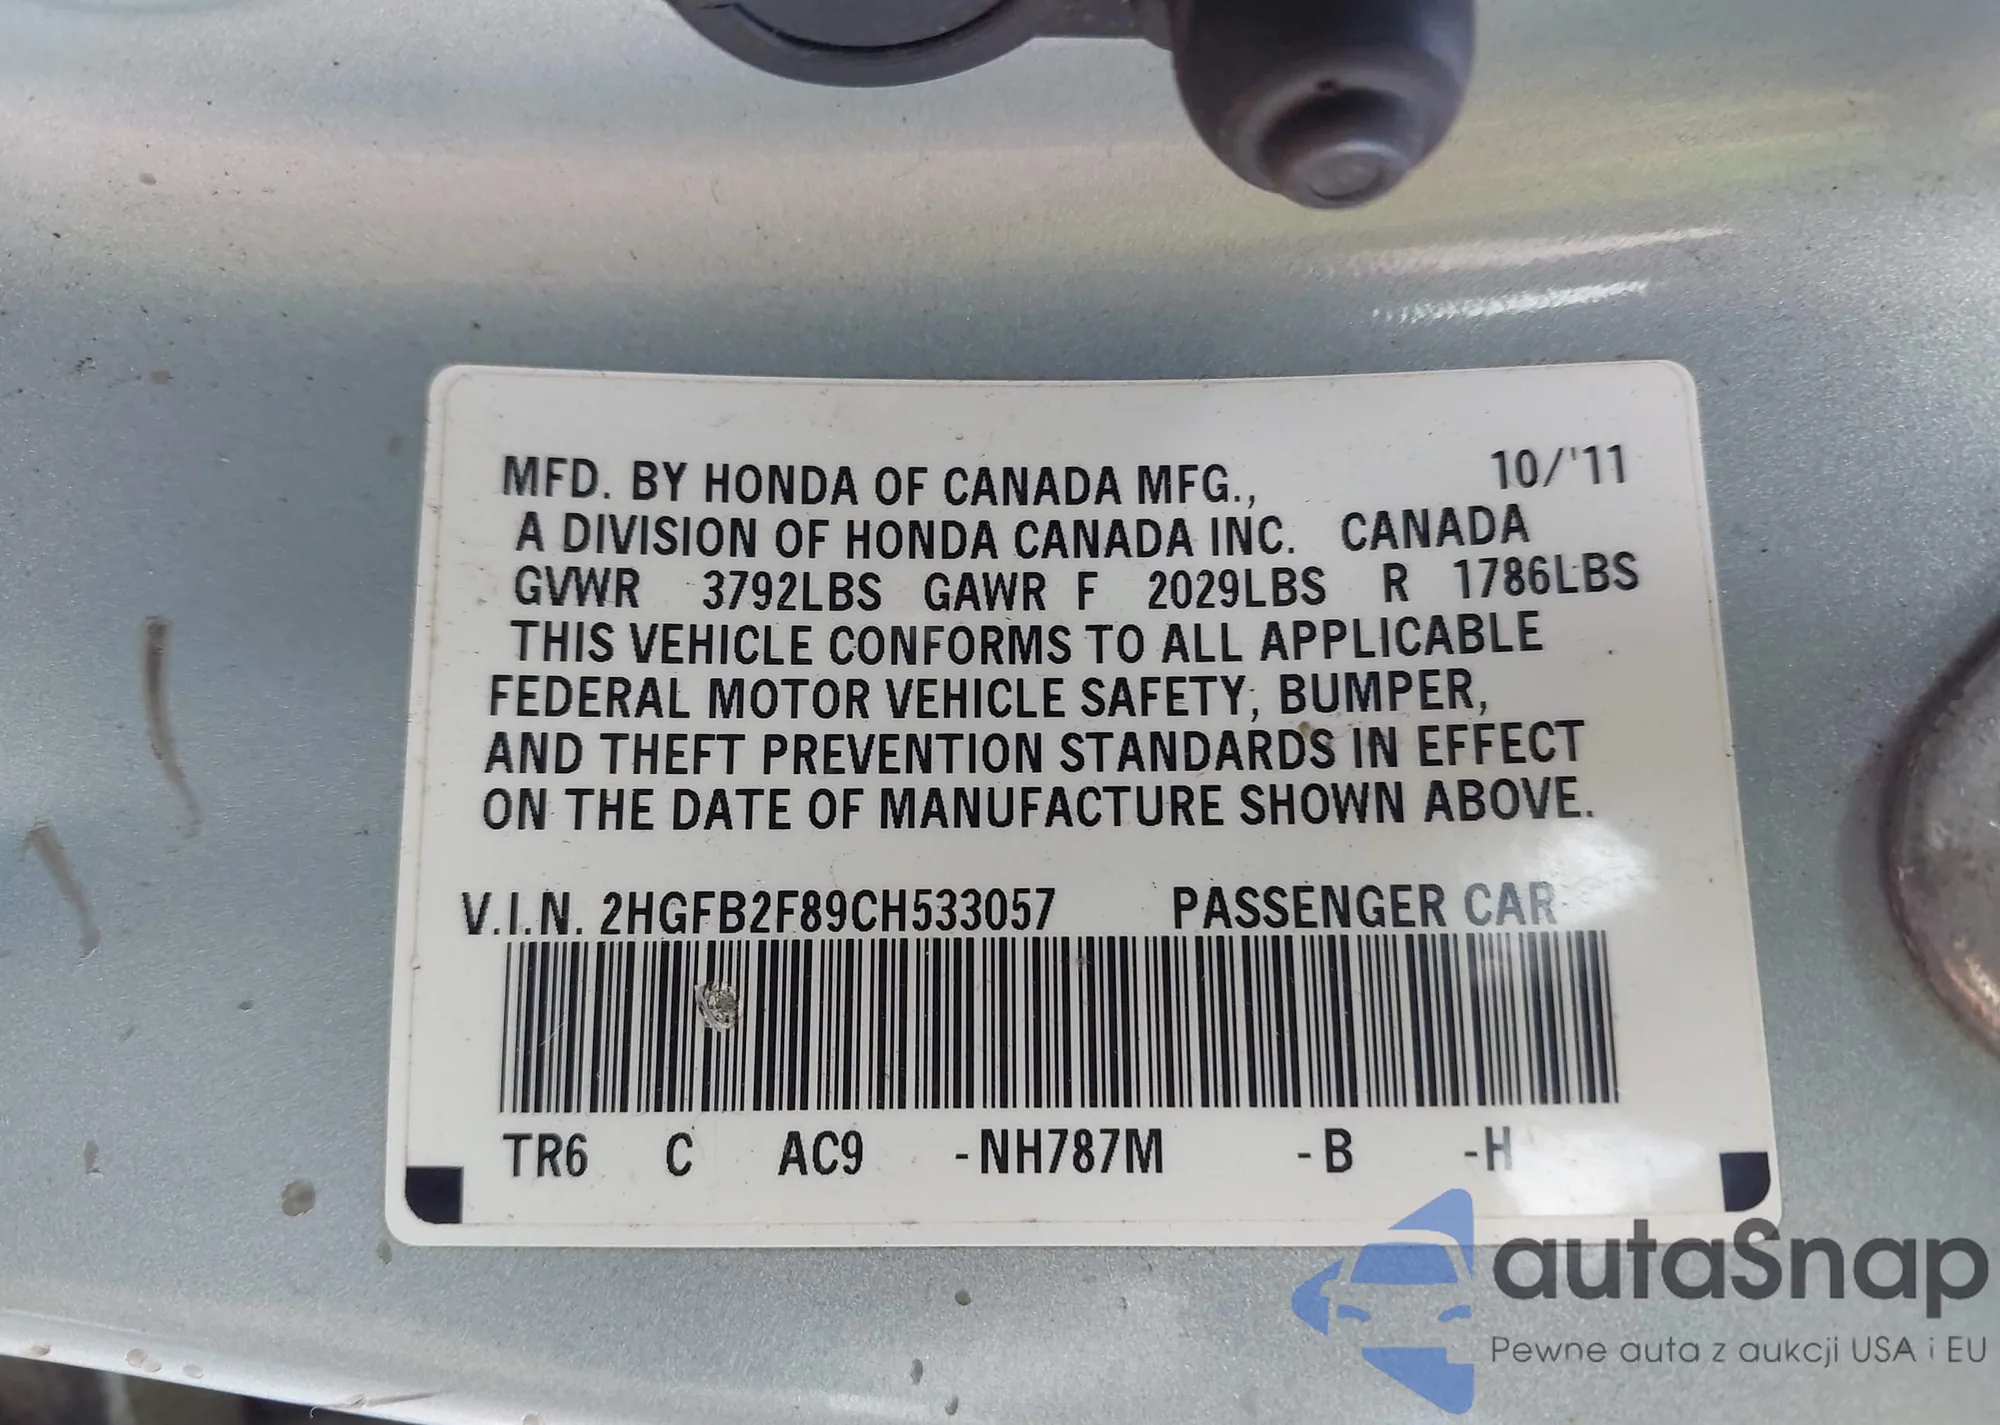 MFD. BY HONDA OF CANADA MFG., 10/'11
A DIVISION OF HONDA CANADA INC. CANADA
GVWR 3792LBS GAWR F 2029LBS R 1786LBS
THIS VEHICLE CONFORMS TO ALL APPLICABLE
FEDERAL MOTOR VEHICLE SAFETY, BUMPER,
AND THEFT PREVENTION STANDARDS IN EFFECT
ON THE DATE OF MANUFACTURE SHOWN ABOVE.
V.I.N. 2HGFB2F89CH533057 PASSENGER CAR
TR6 C AC9 -NH787M -B -H
autaSnap
Pewne auta z aukcji USA i EU